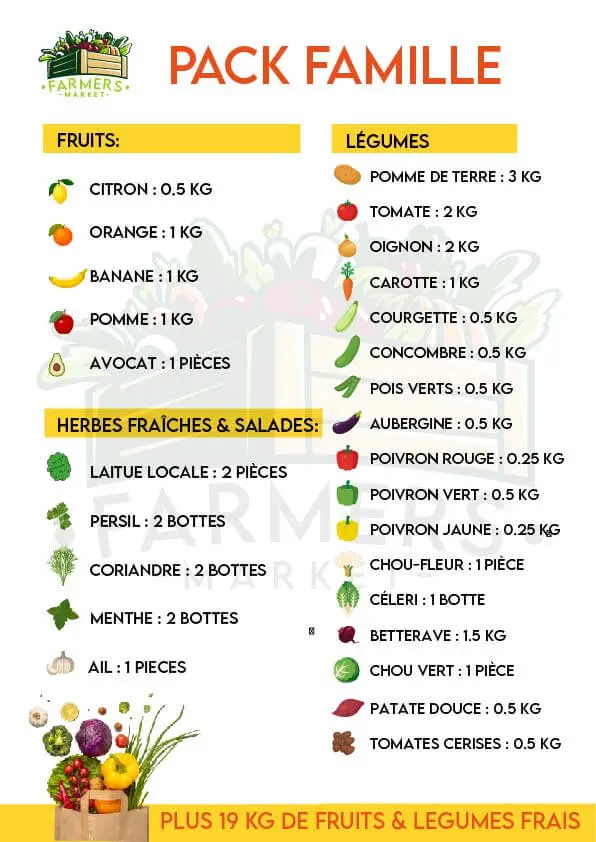 FARMERS
MARKET
PACK FAMILLE
FRUITS:
CITRON : 0.5 KG
ORANGE : 1 KG
BANANE : 1 KG
POMME : 1 KG
AVOCAT : 1 PIÈCES
HERBES FRAÎCHES & SALADES:
LAITUE LOCALE : 2 PIÈCES
PERSIL : 2 BOTTES
CORIANDRE : 2 BOTTES
MENTHE : 2 BOTTES
AIL : 1 PIECES
LÉGUMES
POMME DE TERRE : 3 KG
TOMATE : 2 KG
OIGNON : 2 KG
CAROTTE : 1 KG
COURGETTE : 0.5 KG
CONCOMBRE : 0.5 KG
POIS VERTS : 0.5 KG
AUBERGINE : 0.5 KG
POIVRON ROUGE : 0.25 KG
POIVRON VERT : 0.5 KG
POIVRON JAUNE : 0.25 KG
CHOU-FLEUR : 1 PIÈCE
CÉLERI : 1 BOTTE
BETTERAVE : 1.5 KG
CHOU VERT : 1 PIÈCE
PATATE DOUCE : 0.5 KG
TOMATES CERISES : 0.5 KG
FARMERS
MARKET
PLUS 19 KG DE FRUITS & LEGUMES FRAIS